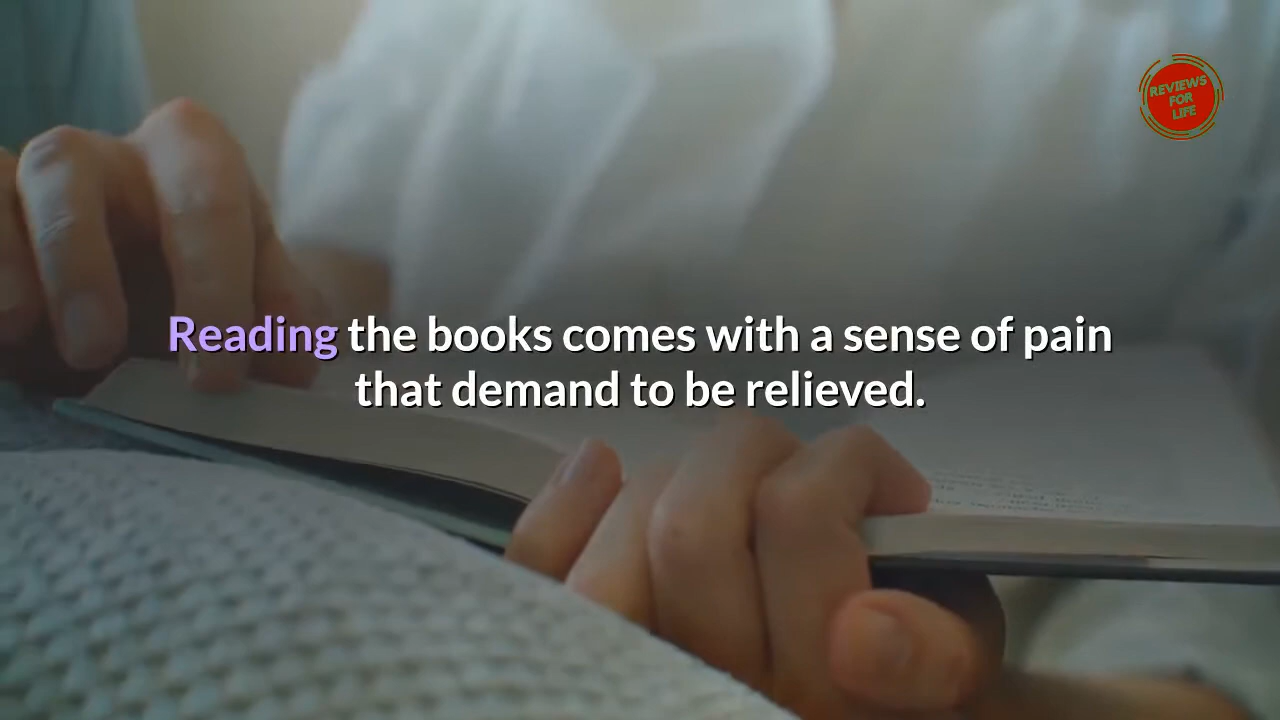 REVIEWS
FOR
LIFE
Reading the books comes with a sense of pain
that demand to be relieved.